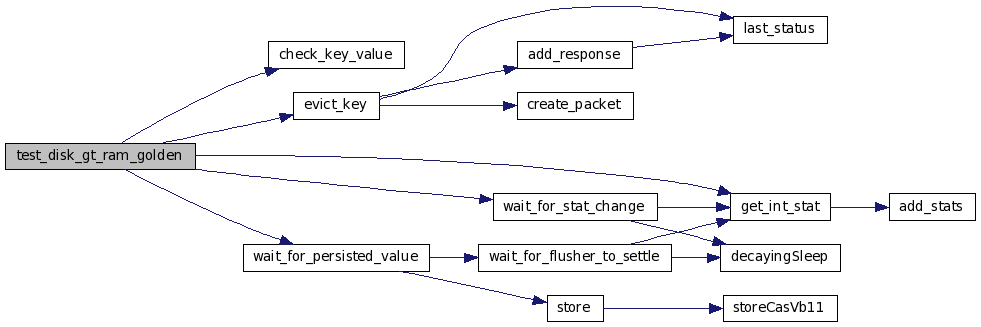 last_status
check_key_value
add_response
evict_key
create_packet
test_disk_gt_ram_golden
wait_for_stat_change
get_int_stat
add_stats
wait_for_persisted_value
wait_for_flusher_to_settle
decayingSleep
store
storeCasVb11